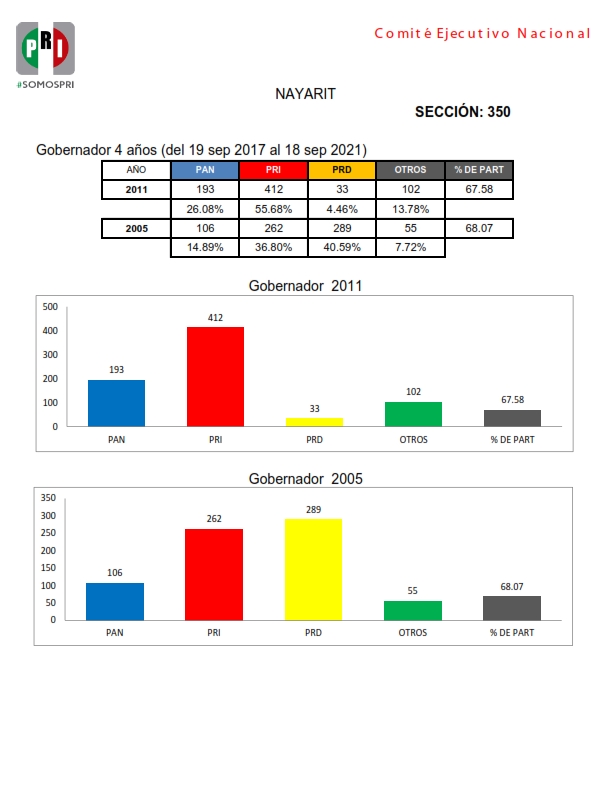 Comité Ejecutivo Nacional
PRI
#SOMOSPRI
NAYARIT
SECCIÓN: 350
Gobernador 4 años (del 19 sep 2017 al 18 sep 2021)
AÑO PAN PRI PRD OTROS % DE PART
2011 193 412 33 102 67.58
26.08% 55.68% 4.46% 13.78%
2005 106 262 289 55 68.07
14.89% 36.80% 40.59% 7.72%
Gobernador 2011
500
400
300
200
100
0
193
412
33
102
67.58
PAN PRI PRD OTROS % DE PART
Gobernador 2005
350
300
250
200
150
100
50
0
106
262
289
55
68.07
PAN PRI PRD OTROS % DE PART